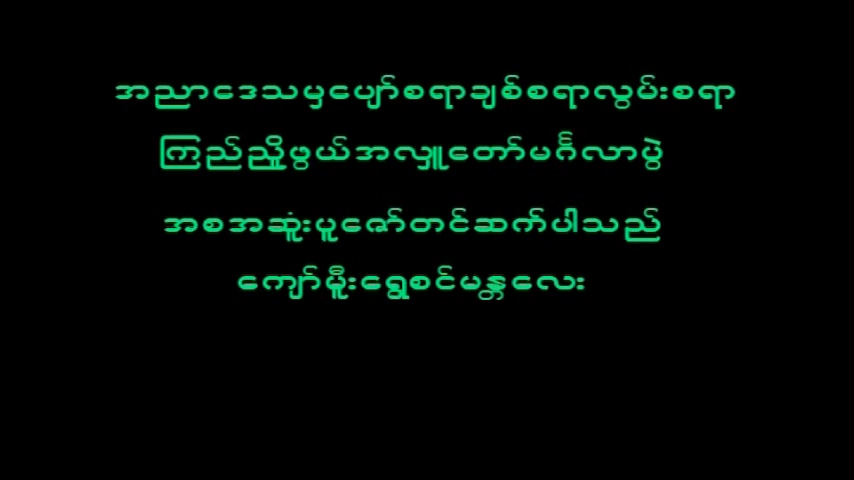 အညာဒေသမှပျော်စရာချစ်စရာလွမ်းစရာ
ကြည်ညှိုဖွယ်အလှူတော်မင်္ဂလာပွဲ
အစအဆူံးပူဇော်တင်ဆက်ပါသည်
ကျော်မှီူးရွှေစင်မန္တလေး